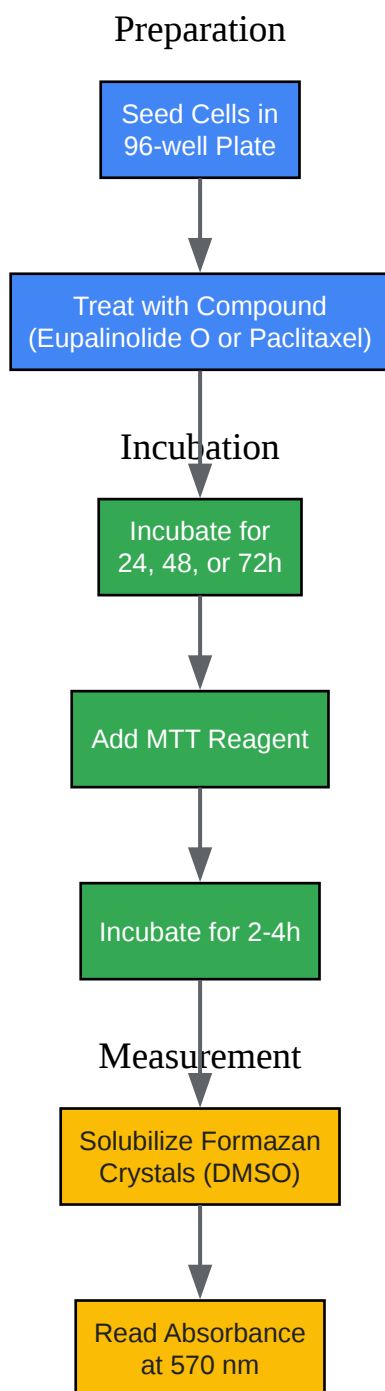 Preparation
Seed Cells in
96-well Plate
Treat with Compound
(Eupalinolide O or Paclitaxel)
Incubation
Incubate for
24, 48, or 72h
Add MTT Reagent
Incubate for 2-4h
Measurement
Solubilize Formazan
Crystals (DMSO)
Read Absorbance
at 570 nm